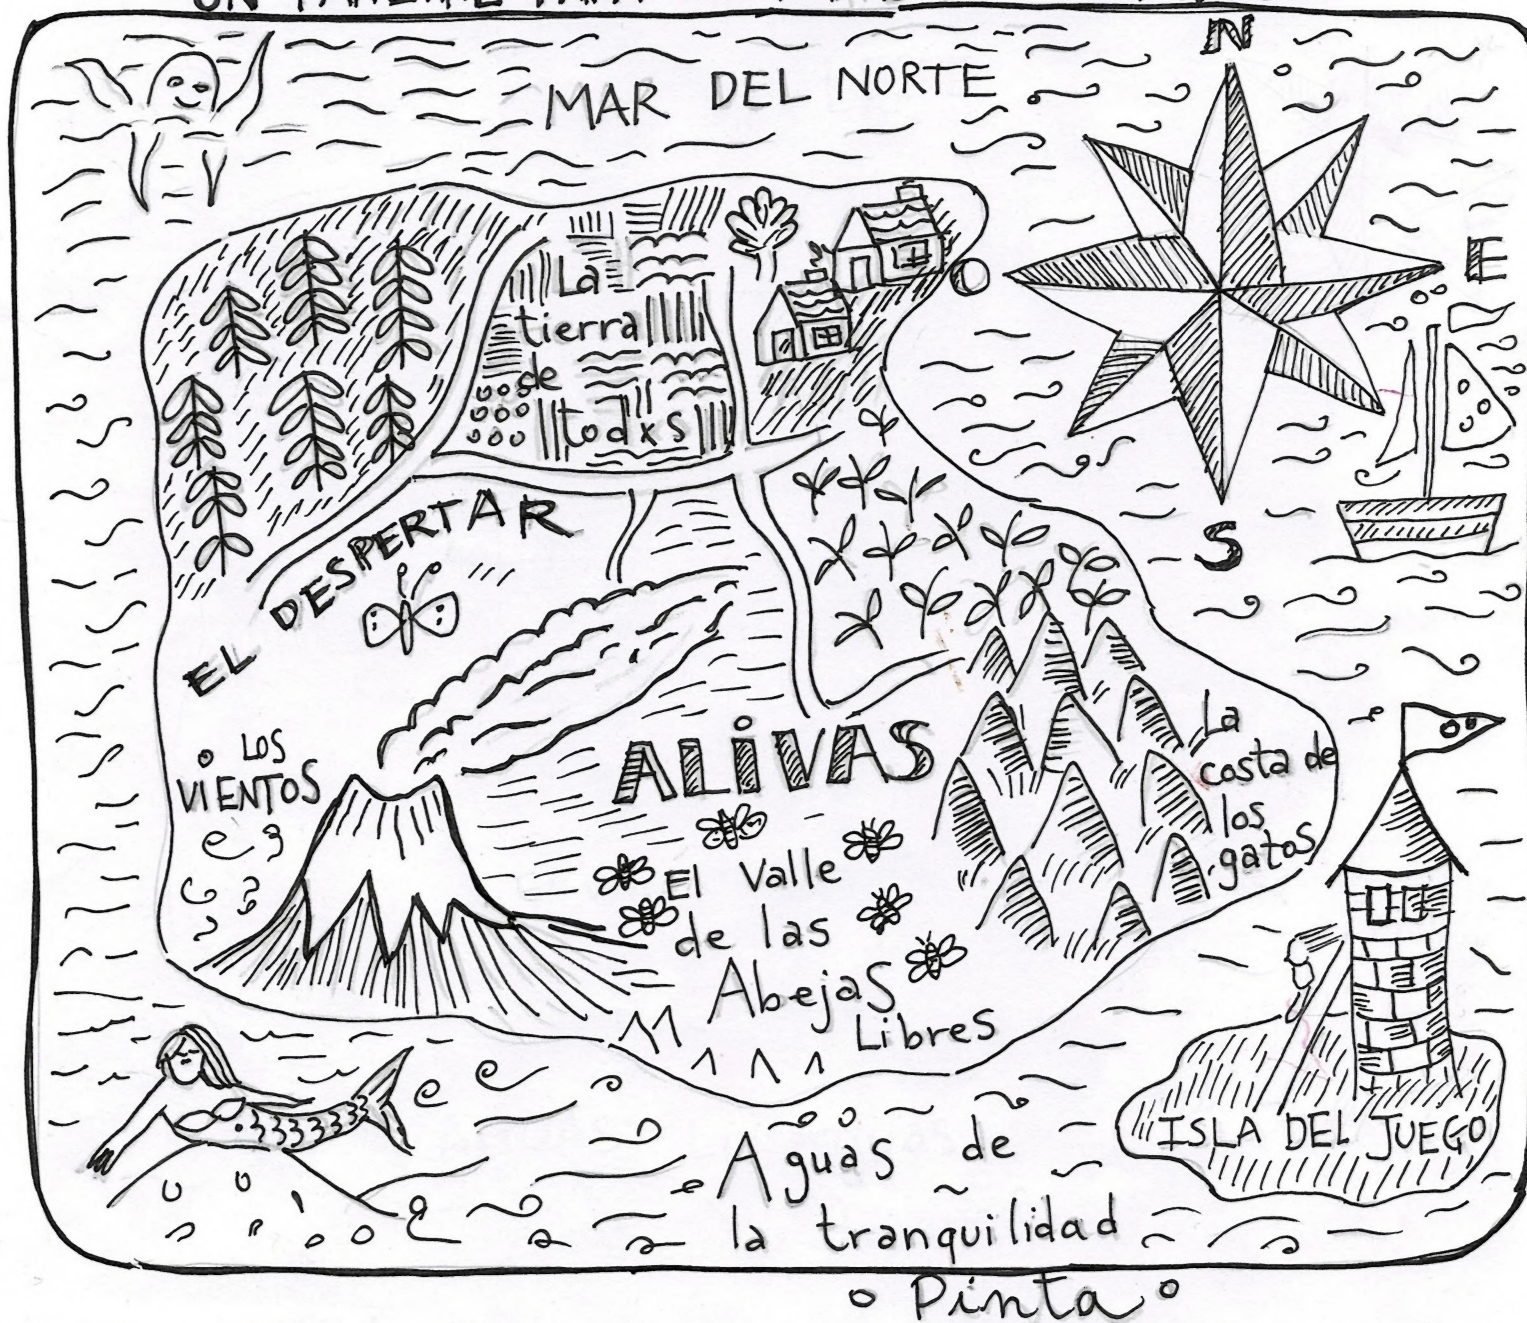 UN
MAR DEL NORTE
N
O
E
S
La
tierra
de
todxs
EL DESPERTAR
LOS
VIENTOS
ALiVAS
La
costa de
los
gatos
El Valle
de las
Abejas
Libres
ISLA DEL JUEGO
Aguas de
la tranquilidad
Pinta